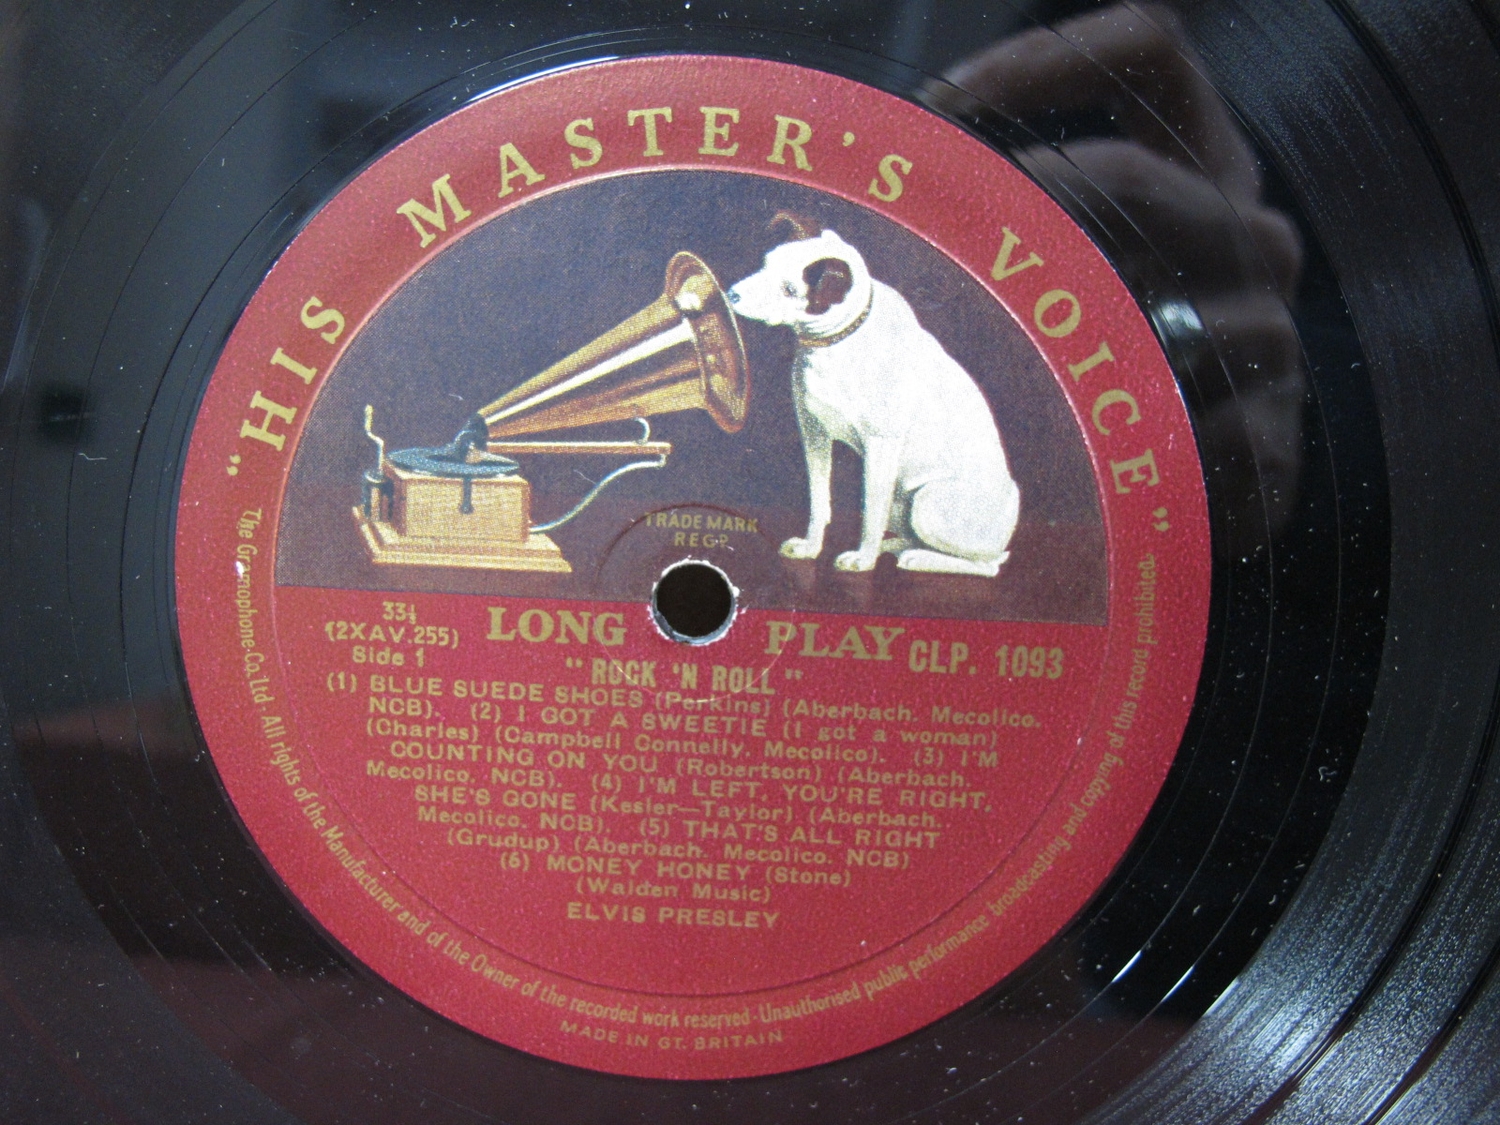 "HIS MASTER'S VOICE"
TRADE MARK
REGD.
33⅓
(2XAV.255)
Side 1
LONG PLAY
CLP. 1093
"ROCK 'N ROLL"
(1) BLUE SUEDE SHOES (Perkins) (Aberbach. Mecolico.
NCB). (2) I GOT A SWEETIE (I got a woman)
(Charles) (Campbell Connelly. Mecolico). (3) I'M
COUNTING ON YOU (Robertson) (Aberbach.
Mecolico. NCB). (4) I'M LEFT, YOU'RE RIGHT,
SHE'S GONE (Kesler—Taylor) (Aberbach.
Mecolico. NCB). (5) THAT'S ALL RIGHT
(Grudup) (Aberbach. Mecolico. NCB)
(6) MONEY HONEY (Stone)
(Walden Music)
ELVIS PRESLEY
The Gramophone Co. Ltd. All rights of the Manufacturer and of the Owner of the recorded work reserved · Unauthorised public performance broadcasting and copying of this record prohibited.
MADE IN GT. BRITAIN